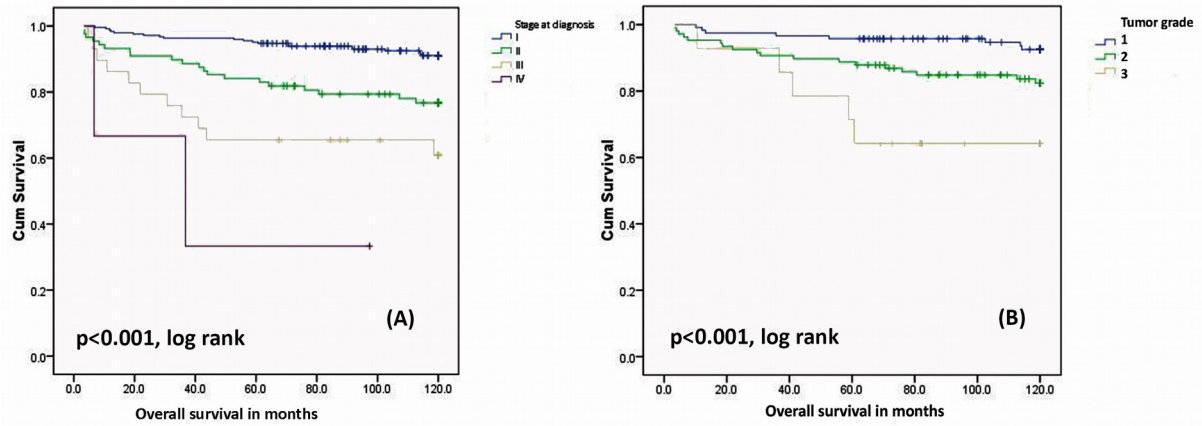 Cum Survival
1.0
0.8
0.6
0.4
0.2
0.0
0.0 20.0 40.0 60.0 80.0 100.0 120.0
Overall survival in months
p<0.001, log rank
(A)
Stage at diagnosis
I
II
III
IV
Cum Survival
1.0
0.8
0.6
0.4
0.2
0.0
0.0 20.0 40.0 60.0 80.0 100.0 120.0
Overall survival in months
p<0.001, log rank
(B)
Tumor grade
1
2
3